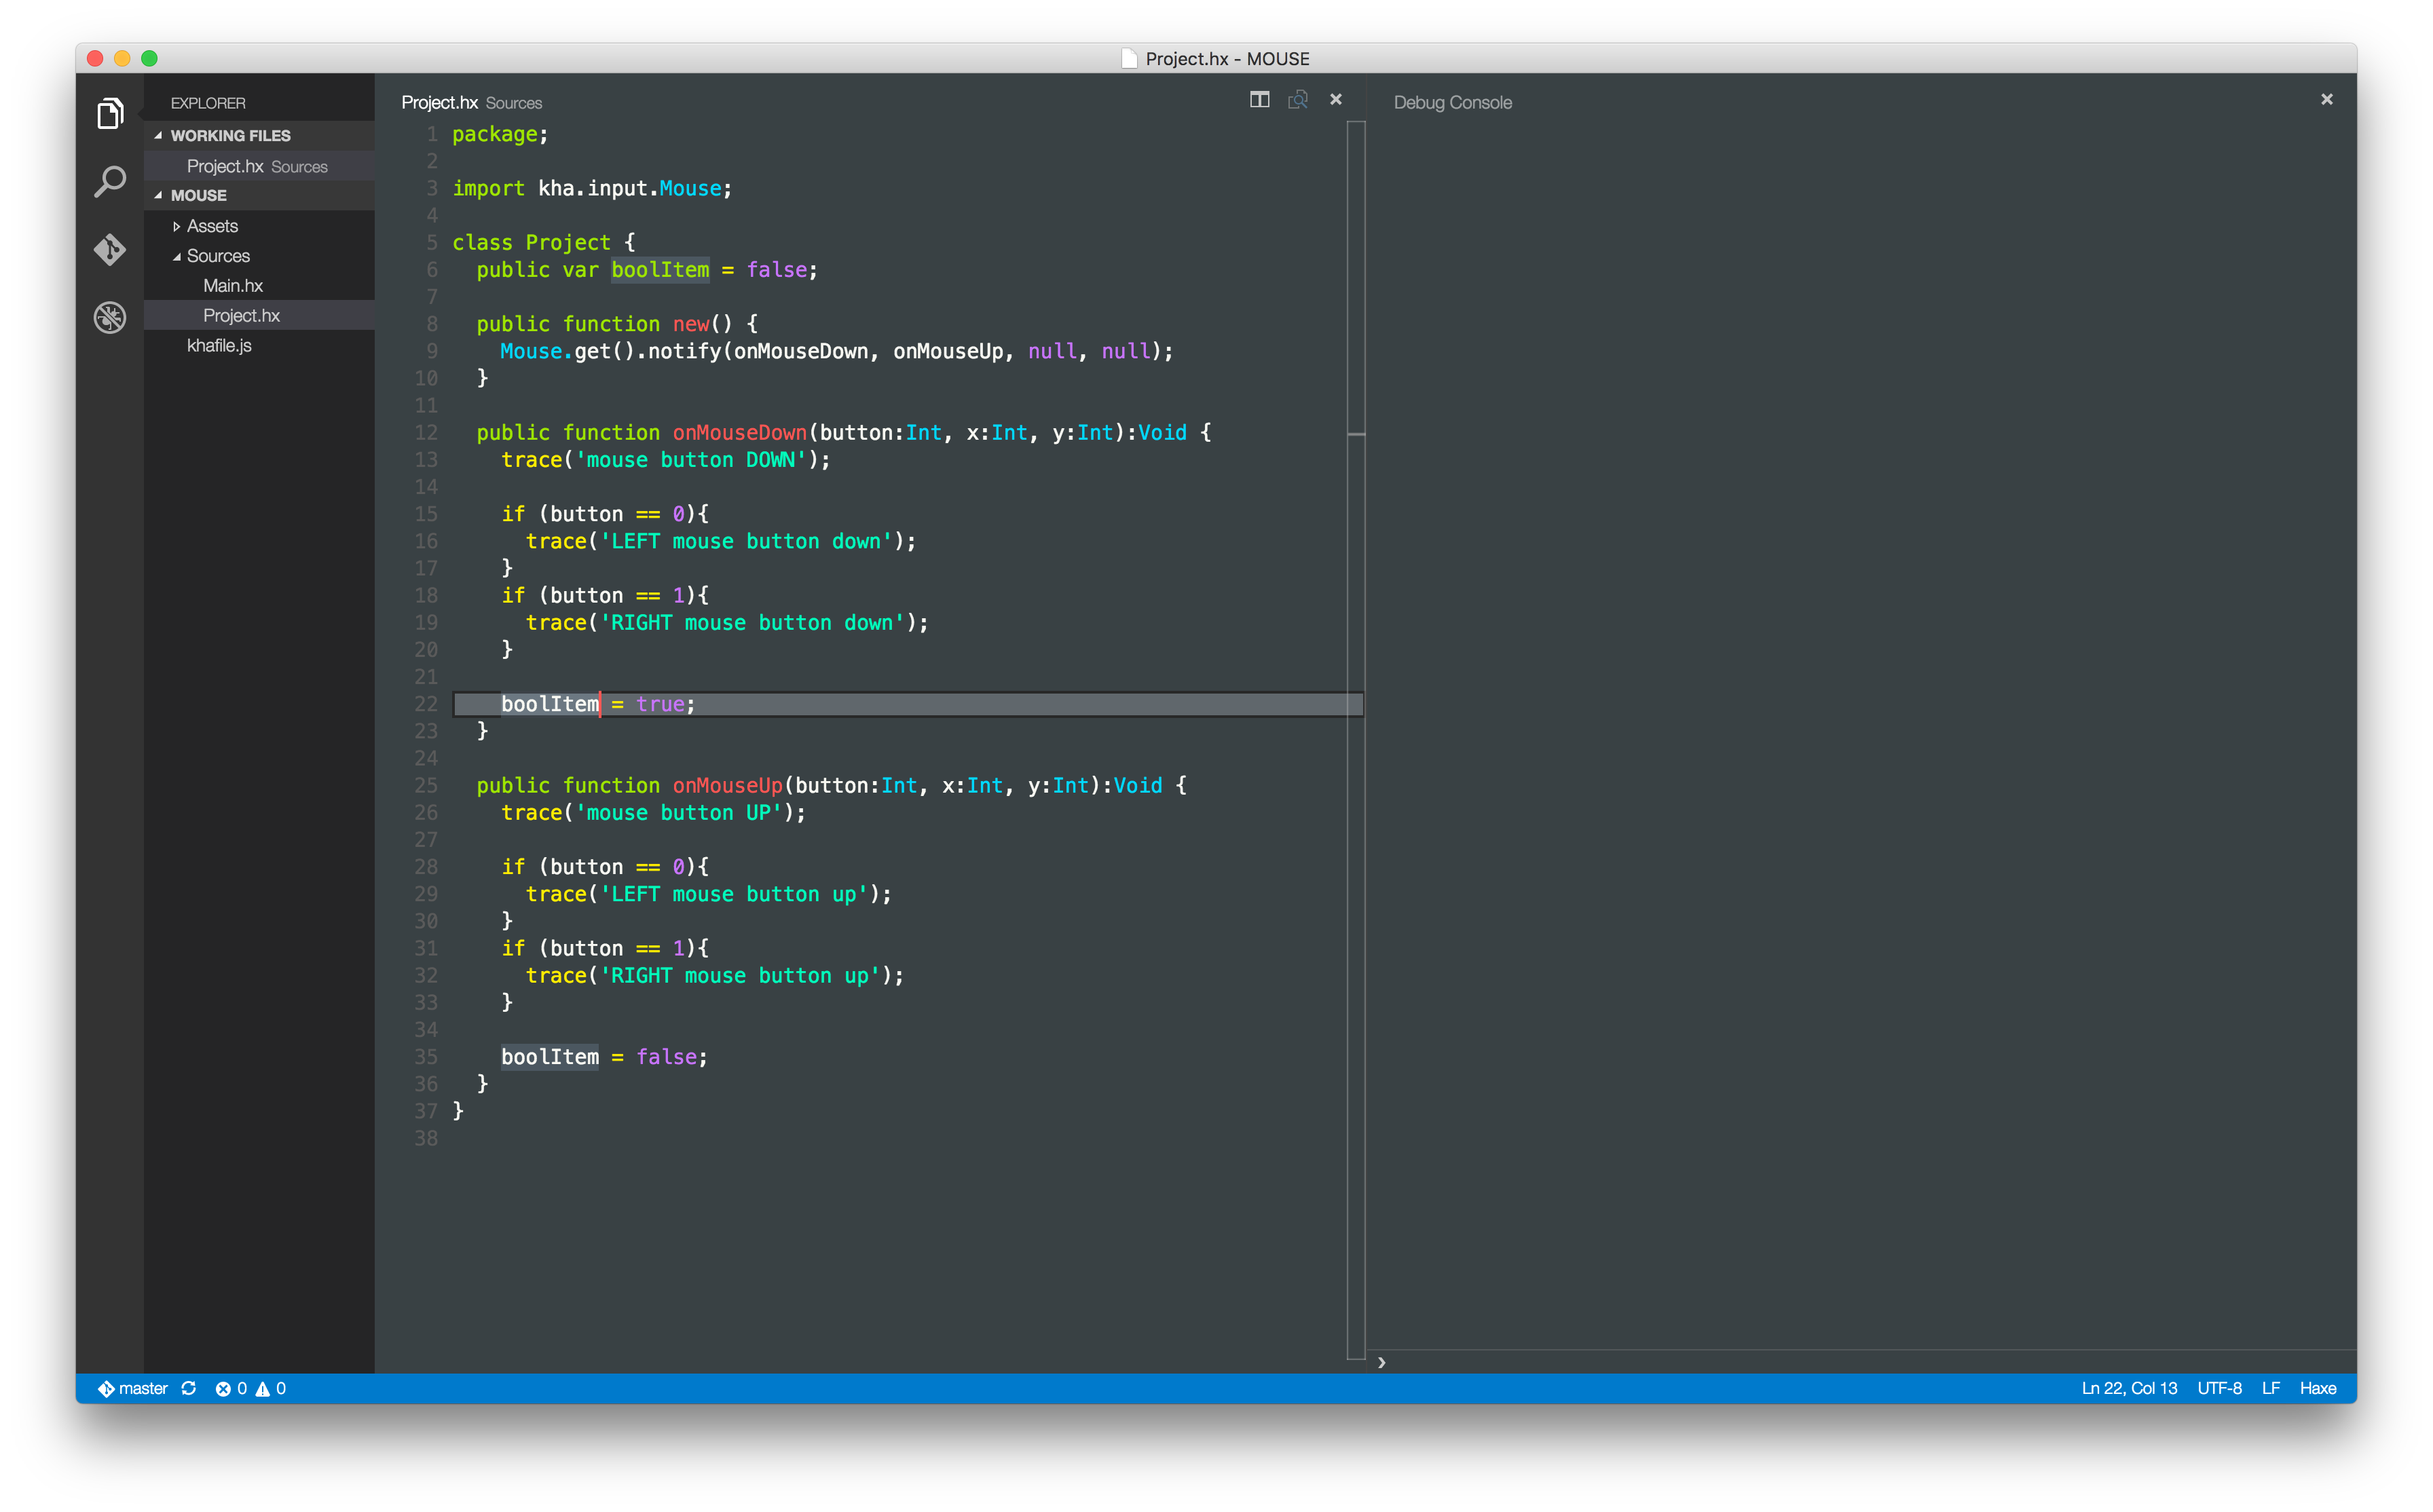 Project.hx - MOUSE
EXPLORER
WORKING FILES
Project.hx Sources
MOUSE
Assets
Sources
Main.hx
Project.hx
khafile.js
Project.hx Sources
1 package;
2
3 import kha.input.Mouse;
4
5 class Project {
6 public var boolItem = false;
7
8 public function new() {
9 Mouse.get().notify(onMouseDown, onMouseUp, null, null);
10 }
11
12 public function onMouseDown(button:Int, x:Int, y:Int):Void {
13 trace('mouse button DOWN');
14
15 if (button == 0){
16 trace('LEFT mouse button down');
17 }
18 if (button == 1){
19 trace('RIGHT mouse button down');
20 }
21
22 boolItem = true;
23 }
24
25 public function onMouseUp(button:Int, x:Int, y:Int):Void {
26 trace('mouse button UP');
27
28 if (button == 0){
29 trace('LEFT mouse button up');
30 }
31 if (button == 1){
32 trace('RIGHT mouse button up');
33 }
34
35 boolItem = false;
36 }
37 }
38
Debug Console
master 0 0
Ln 22, Col 13 UTF-8 LF Haxe